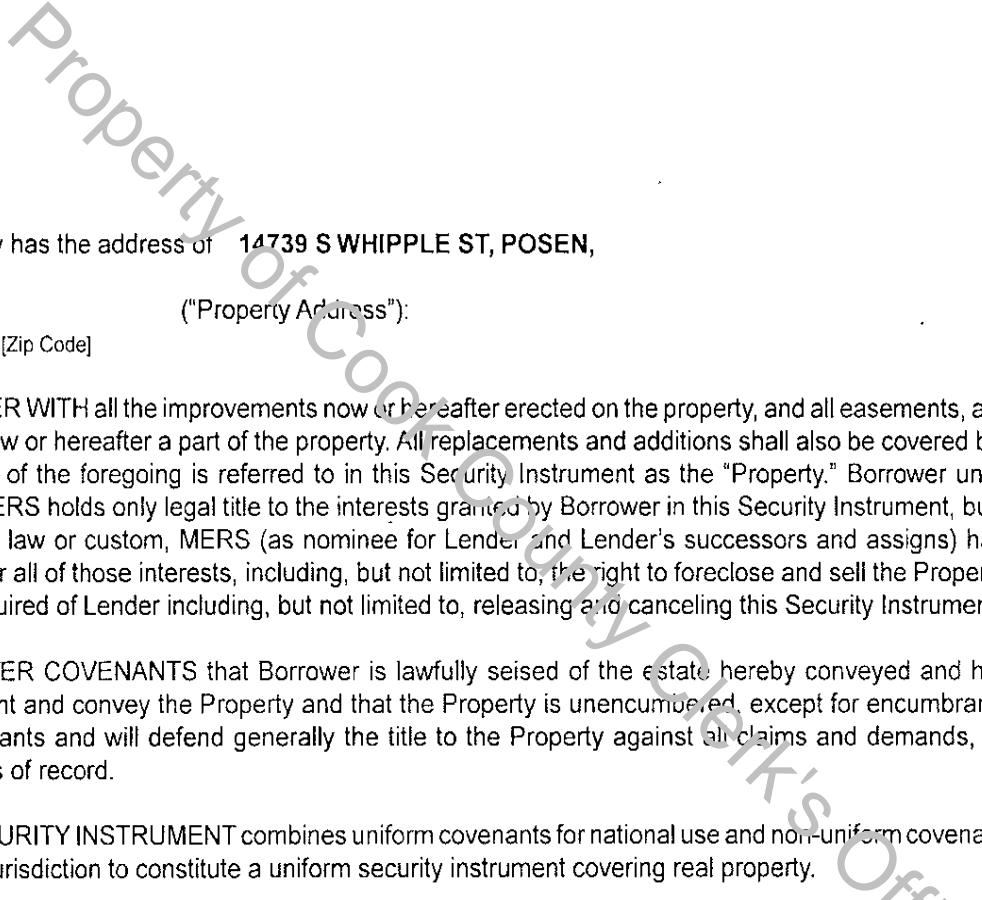 has the address of 14739 S WHIPPLE ST, POSEN,
("Property Address"):
[Zip Code]
ER WITH all the improvements now or hereafter erected on the property, and all easements, a
w or hereafter a part of the property. All replacements and additions shall also be covered b
of the foregoing is referred to in this Security Instrument as the "Property." Borrower un
ERS holds only legal title to the interests granted by Borrower in this Security Instrument, bu
law or custom, MERS (as nominee for Lender and Lender's successors and assigns) ha
r all of those interests, including, but not limited to, the right to foreclose and sell the Proper
uired of Lender including, but not limited to, releasing and canceling this Security Instrumen
ER COVENANTS that Borrower is lawfully seised of the estate hereby conveyed and h
nt and convey the Property and that the Property is unencumbered, except for encumbran
ants and will defend generally the title to the Property against all claims and demands,
s of record.
URITY INSTRUMENT combines uniform covenants for national use and non-uniform covena
urisdiction to constitute a uniform security instrument covering real property.
Property of Cook County Clerk's Off